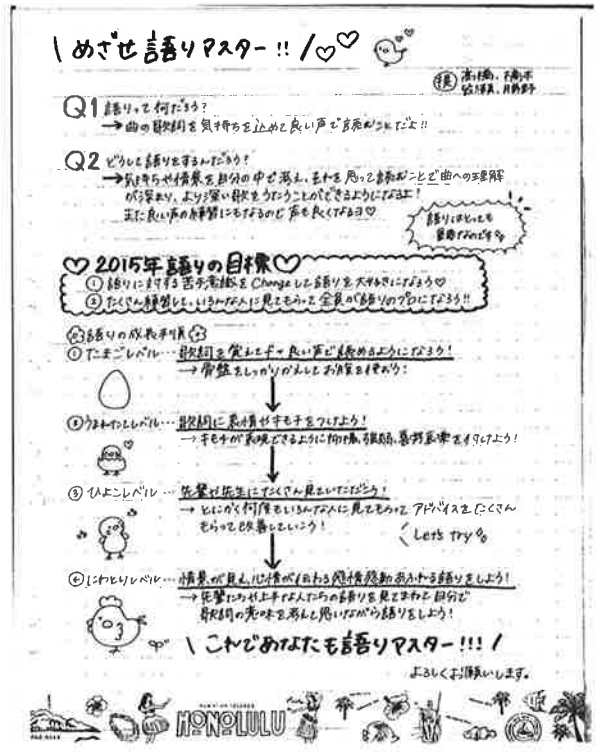 \ めざせ 語りマスター!! /♡♡
Q1 語りって何だろう?
→ 曲の歌詞を気持ちを込めて良い声で読むことだよ!!
Q2 どうして語りをするんだろう?
→気持ちや情景を自分の中で考え、それを思って読むことで曲への理解
が深まり、より深い歌をうたうことができるようになるよ!
また良い声の練習にもなるので声も良くなるヨ♡
語りはとっても
重要なのです
♡ 2015年 語りの目標 ♡
① 語りに対する苦手意識を Changeして語りを大好きになろう♡
② たくさん練習して、いろんな人に見てもらって全員が語りのプロになろう!!
語りの成長手順
① たまごレベル… 歌詞を覚えて良い声で読めるようになろう!
→ 骨盤をしっかりかえしてお腹を使おう!
② うまれたてレベル… 歌詞に表情やキモチをつけよう!
→ キモチが表現できるように抑揚、強弱、喜怒哀楽を付けよう!
③ ひよこレベル… 先輩や先生にたくさん見ていただこう!
→ とにかく何度もいろんな人に見てもらって アドバイスをたくさん
もらって改善していこう!
Let's try
④ にわとりレベル… 情景が見え、心情が伝わる感情感動あふれる語りをしよう!
→ 先輩たちや上手な人たちの語りを見てまねと自分で
歌詞の意味を考えて思いながら語りをしよう!
\ これであなたも語りマスター!!! /
よろしくお願いします。
HAWAIIAN ISLANDS
HONOLULU